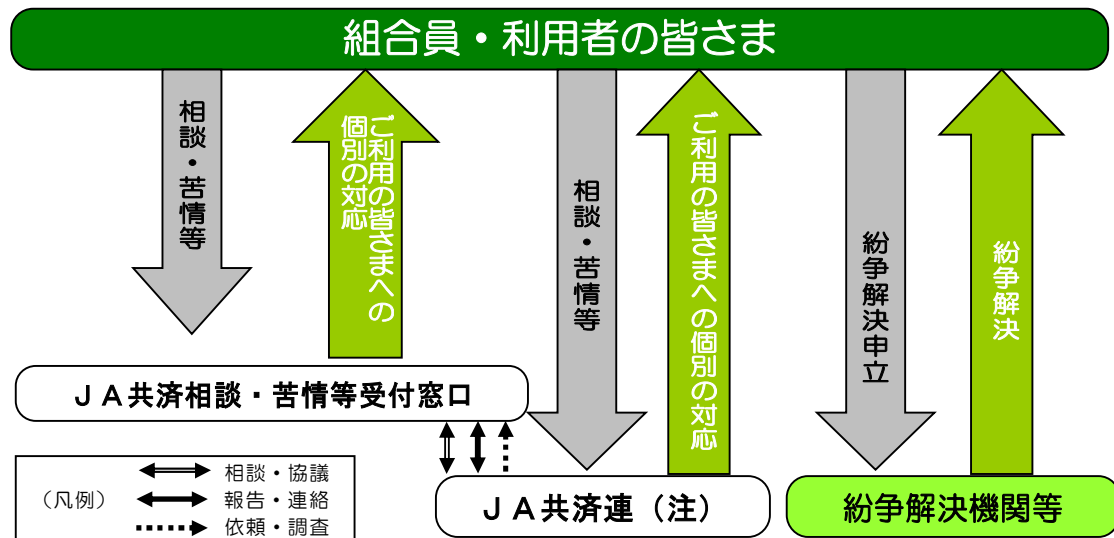 組合員・利用者の皆さま
相談・苦情等
ご利用の皆さまへの
個別の対応
相談・苦情等
ご利用の皆さまへの個別の対応
紛争解決申立
紛争解決
ＪＡ共済相談・苦情等受付窓口
ＪＡ共済連（注）
紛争解決機関等
（凡例）
相談・協議
報告・連絡
依頼・調査